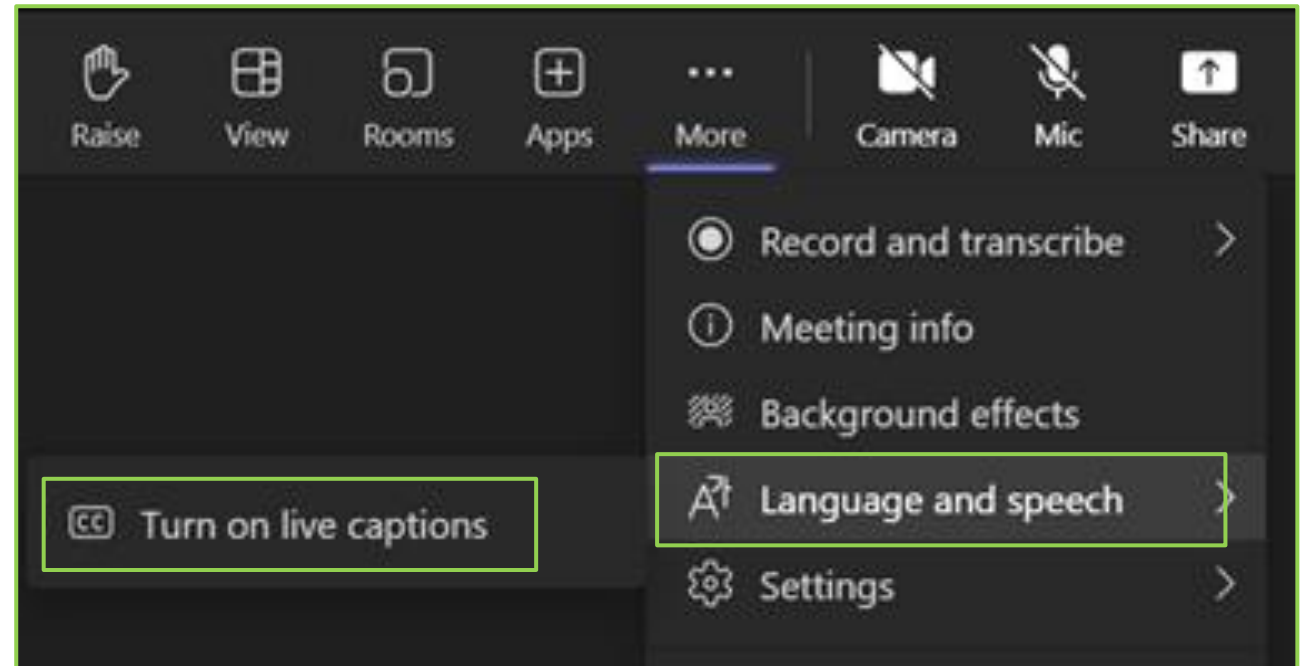 Raise View Rooms Apps More Camera Mic Share
Record and transcribe
Meeting info
Background effects
CC Turn on live captions
Language and speech
Settings